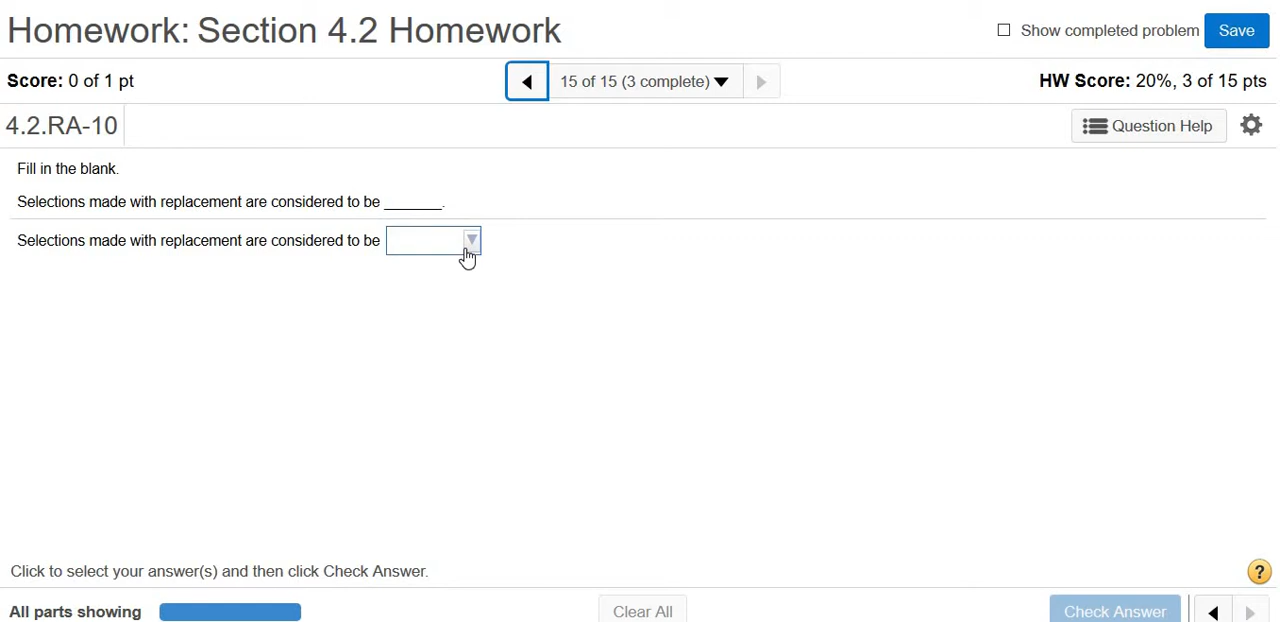 Homework: Section 4.2 Homework
Show completed problem
Save
Score: 0 of 1 pt
15 of 15 (3 complete)
HW Score: 20%, 3 of 15 pts
4.2.RA-10
Question Help
Fill in the blank.
Selections made with replacement are considered to be _______.
Selections made with replacement are considered to be
Click to select your answer(s) and then click Check Answer.
?
All parts showing
Clear All
Check Answer